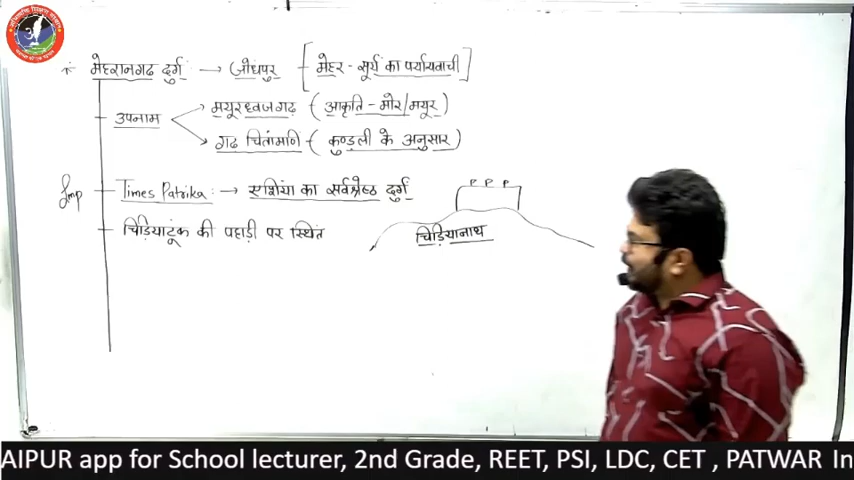 मेहरानगढ दुर्ग → जोधपुर [ मेहर - सूर्य का पर्यायवाची ]
उपनाम
मयूरध्वजगढ़ ( आकृति - मोर/मयूर )
गढ चिंतामणि ( कुण्डली के अनुसार )
Imp Times Patrika → एशिया का सर्वश्रेष्ठ दुर्ग
P P P
चिड़ियाटूंक की पहाड़ी पर स्थित
चिड़ियानाथ
AIPUR app for School lecturer, 2nd Grade, REET, PSI, LDC, CET , PATWAR In